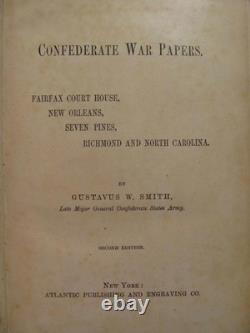 CONFEDERATE WAR PAPERS.
FAIRFAX COURT HOUSE,
NEW ORLEANS,
SEVEN PINES,
RICHMOND AND NORTH CAROLINA.
BY
GUSTAVUS W. SMITH,
Late Major General Confederate States Army.
SECOND EDITION.
NEW YORK:
ATLANTIC PUBLISHING AND ENGRAVING CO.